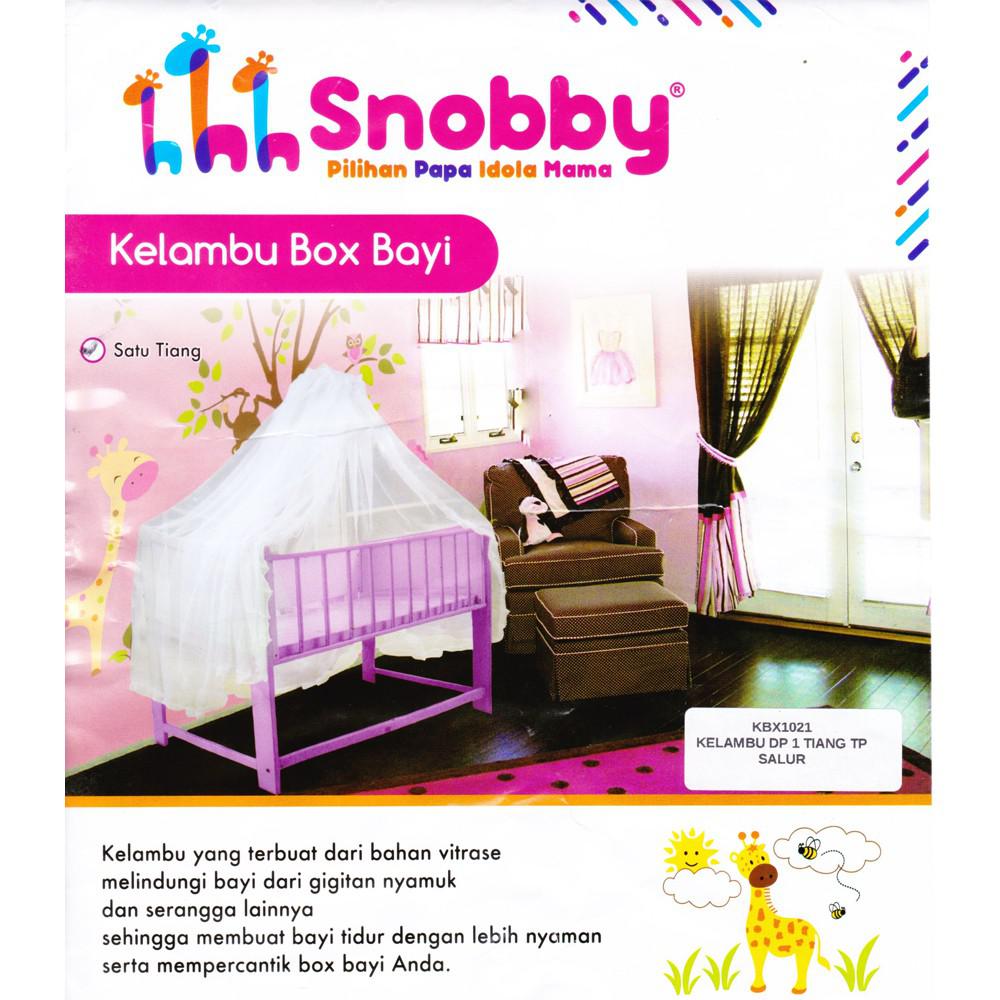 Snobby®
Pilihan Papa Idola Mama
Kelambu Box Bayi
Satu Tiang
KBX1021
KELAMBU DP 1 TIANG TP
SALUR
Kelambu yang terbuat dari bahan vitrase
melindungi bayi dari gigitan nyamuk
dan serangga lainnya
sehingga membuat bayi tidur dengan lebih nyaman
serta mempercantik box bayi Anda.